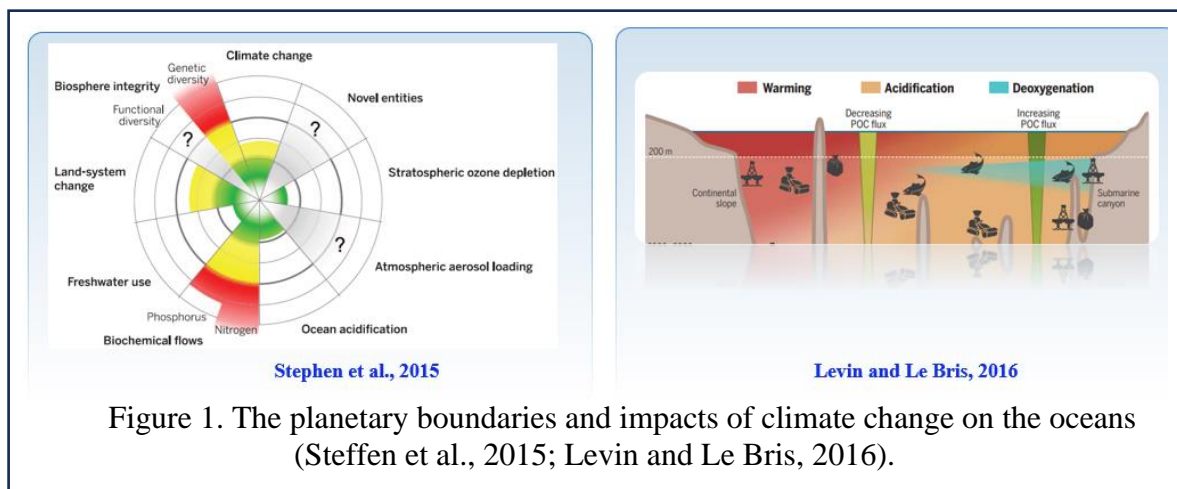 Climate change
Genetic
diversity
Biosphere integrity
Novel entities
Functional
diversity
?
?
Land-system
change
Stratospheric ozone depletion
?
Atmospheric aerosol loading
Freshwater use
Phosphorus
Nitrogen
Ocean acidification
Biochemical flows
Stephen et al., 2015
Warming
Acidification
Deoxygenation
Decreasing
POC flux
Increasing
POC flux
200 m
Continental
slope
Submarine
canyon
Levin and Le Bris, 2016
Figure 1. The planetary boundaries and impacts of climate change on the oceans
(Steffen et al., 2015; Levin and Le Bris, 2016).